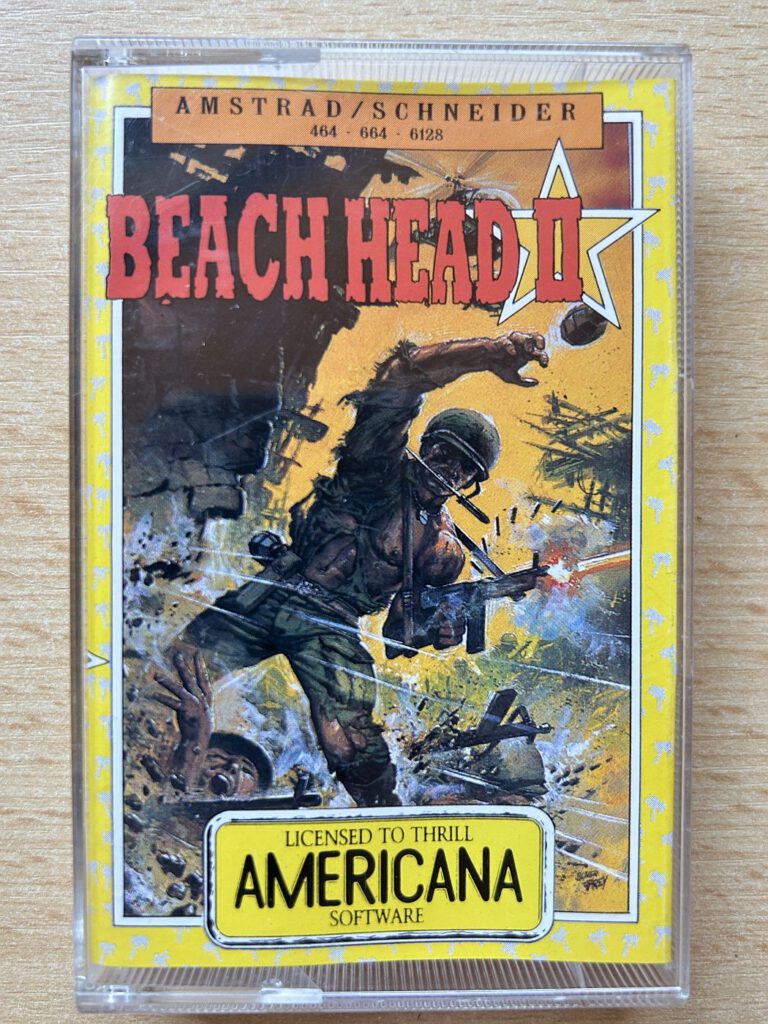 AMSTRAD/SCHNEIDER
464 - 664 - 6128
BEACH HEAD II
LICENSED TO THRILL
AMERICANA
SOFTWARE